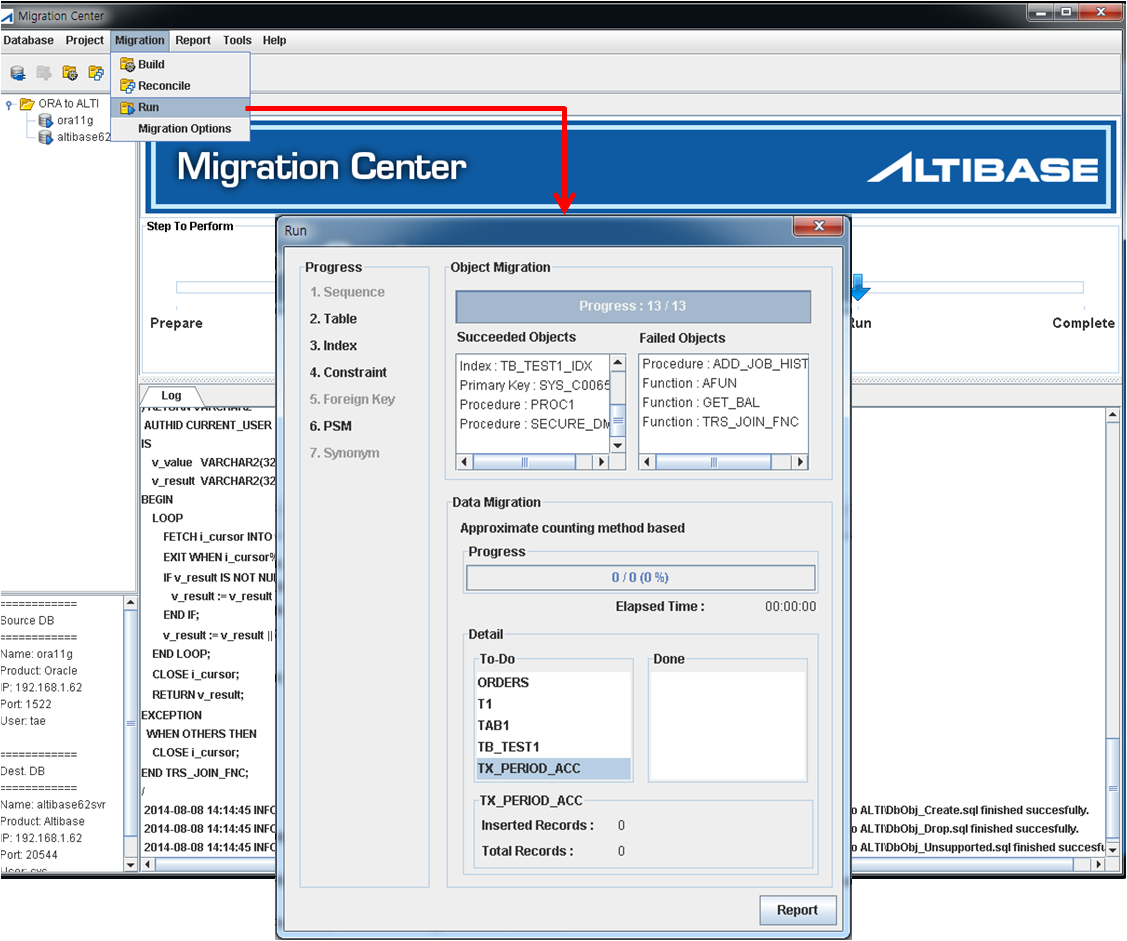 Migration Center
Database Project Migration Report Tools Help
Build
Reconcile
Run
Migration Options
ORA to ALTI
ora11g
altibase62
Migration Center
ALTIBASE
Step To Perform
Prepare
Run
Complete
Log
AUTHID CURRENT_USER
IS
v_value VARCHAR2(32
v_result VARCHAR2(32
BEGIN
LOOP
FETCH i_cursor INTO
EXIT WHEN i_cursor%
IF v_result IS NOT NUL
v_result := v_result
END IF;
v_result := v_result ||
END LOOP;
CLOSE i_cursor;
RETURN v_result;
EXCEPTION
WHEN OTHERS THEN
CLOSE i_cursor;
END TRS_JOIN_FNC;
/
2014-08-08 14:14:45 INFO
2014-08-08 14:14:45 INFO
2014-08-08 14:14:45 INFO
o ALTI\DbObj_Create.sql finished succesfully.
o ALTI\DbObj_Drop.sql finished succesfully.
o ALTI\DbObj_Unsupported.sql finished succesfu
============
Source DB
============
Name: ora11g
Product: Oracle
IP: 192.168.1.62
Port: 1522
User: tae
============
Dest. DB
============
Name: altibase62svr
Product: Altibase
IP: 192.168.1.62
Port: 20544
User: sys
Run
Progress
1. Sequence
2. Table
3. Index
4. Constraint
5. Foreign Key
6. PSM
7. Synonym
Object Migration
Progress : 13 / 13
Succeeded Objects
Index : TB_TEST1_IDX
Primary Key : SYS_C0065
Procedure : PROC1
Procedure : SECURE_DM
Failed Objects
Procedure : ADD_JOB_HIST
Function : AFUN
Function : GET_BAL
Function : TRS_JOIN_FNC
Data Migration
Approximate counting method based
Progress
0 / 0 (0 %)
Elapsed Time : 00:00:00
Detail
To-Do
ORDERS
T1
TAB1
TB_TEST1
TX_PERIOD_ACC
Done
TX_PERIOD_ACC
Inserted Records : 0
Total Records : 0
Report